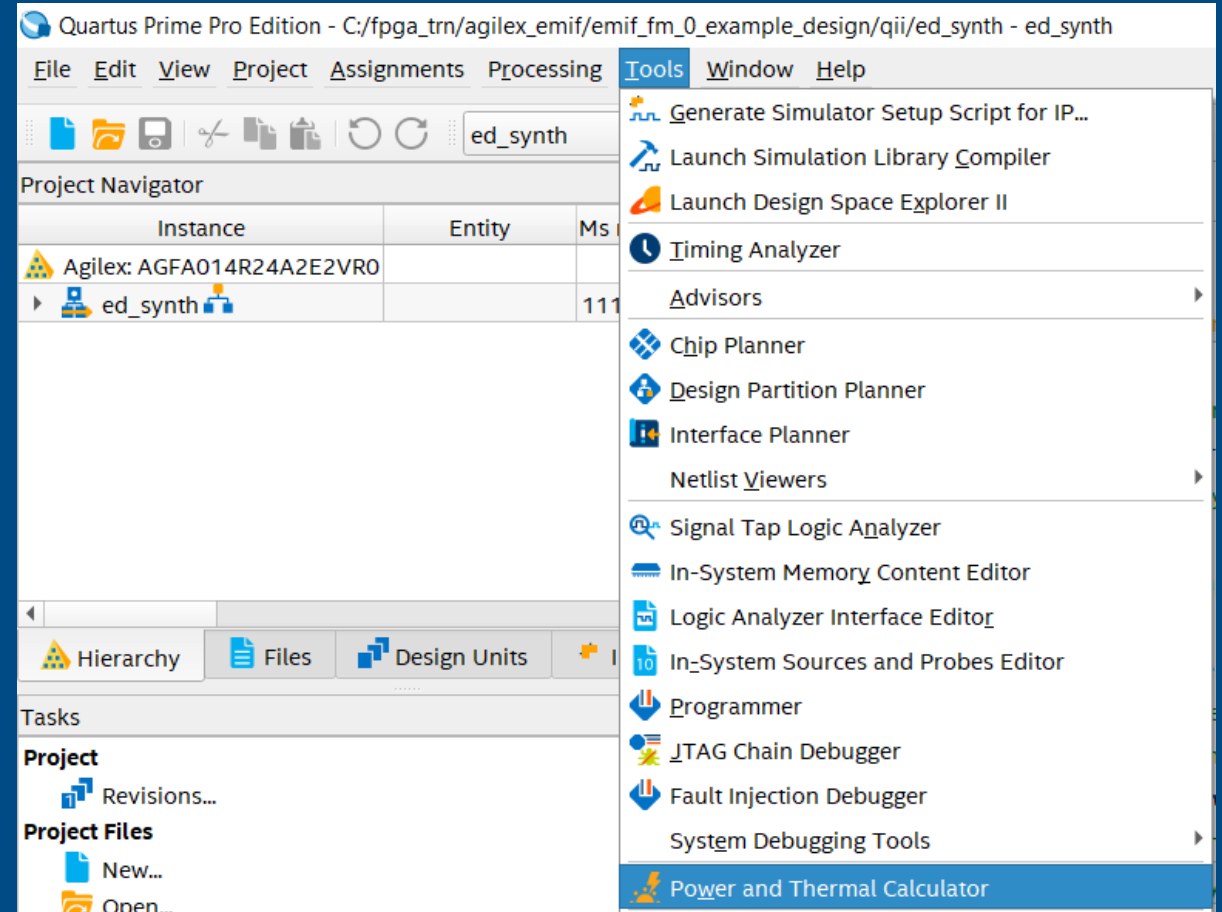 Quartus Prime Pro Edition - C:/fpga_trn/agilex_emif/emif_fm_0_example_design/qii/ed_synth - ed_synth
File Edit View Project Assignments Processing Tools Window Help
ed_synth
Project Navigator
Instance Entity Ms
Agilex: AGFA014R24A2E2VR0
ed_synth 111
Hierarchy Files Design Units
Tasks
Project
1 Revisions...
Project Files
New...
Open...
Generate Simulator Setup Script for IP...
Launch Simulation Library Compiler
Launch Design Space Explorer II
Timing Analyzer
Advisors
Chip Planner
Design Partition Planner
Interface Planner
Netlist Viewers
Signal Tap Logic Analyzer
In-System Memory Content Editor
Logic Analyzer Interface Editor
10 In-System Sources and Probes Editor
Programmer
JTAG Chain Debugger
Fault Injection Debugger
System Debugging Tools
Power and Thermal Calculator